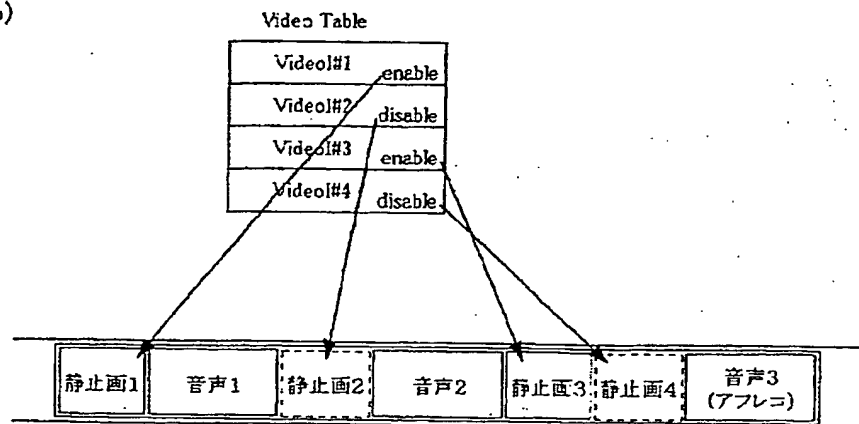 Video Table
VideoI#1 enable
VideoI#2 disable
VideoI#3 enable
VideoI#4 disable
静止画1 音声1 静止画2 音声2 静止画3 静止画4 音声3
(アフレコ)